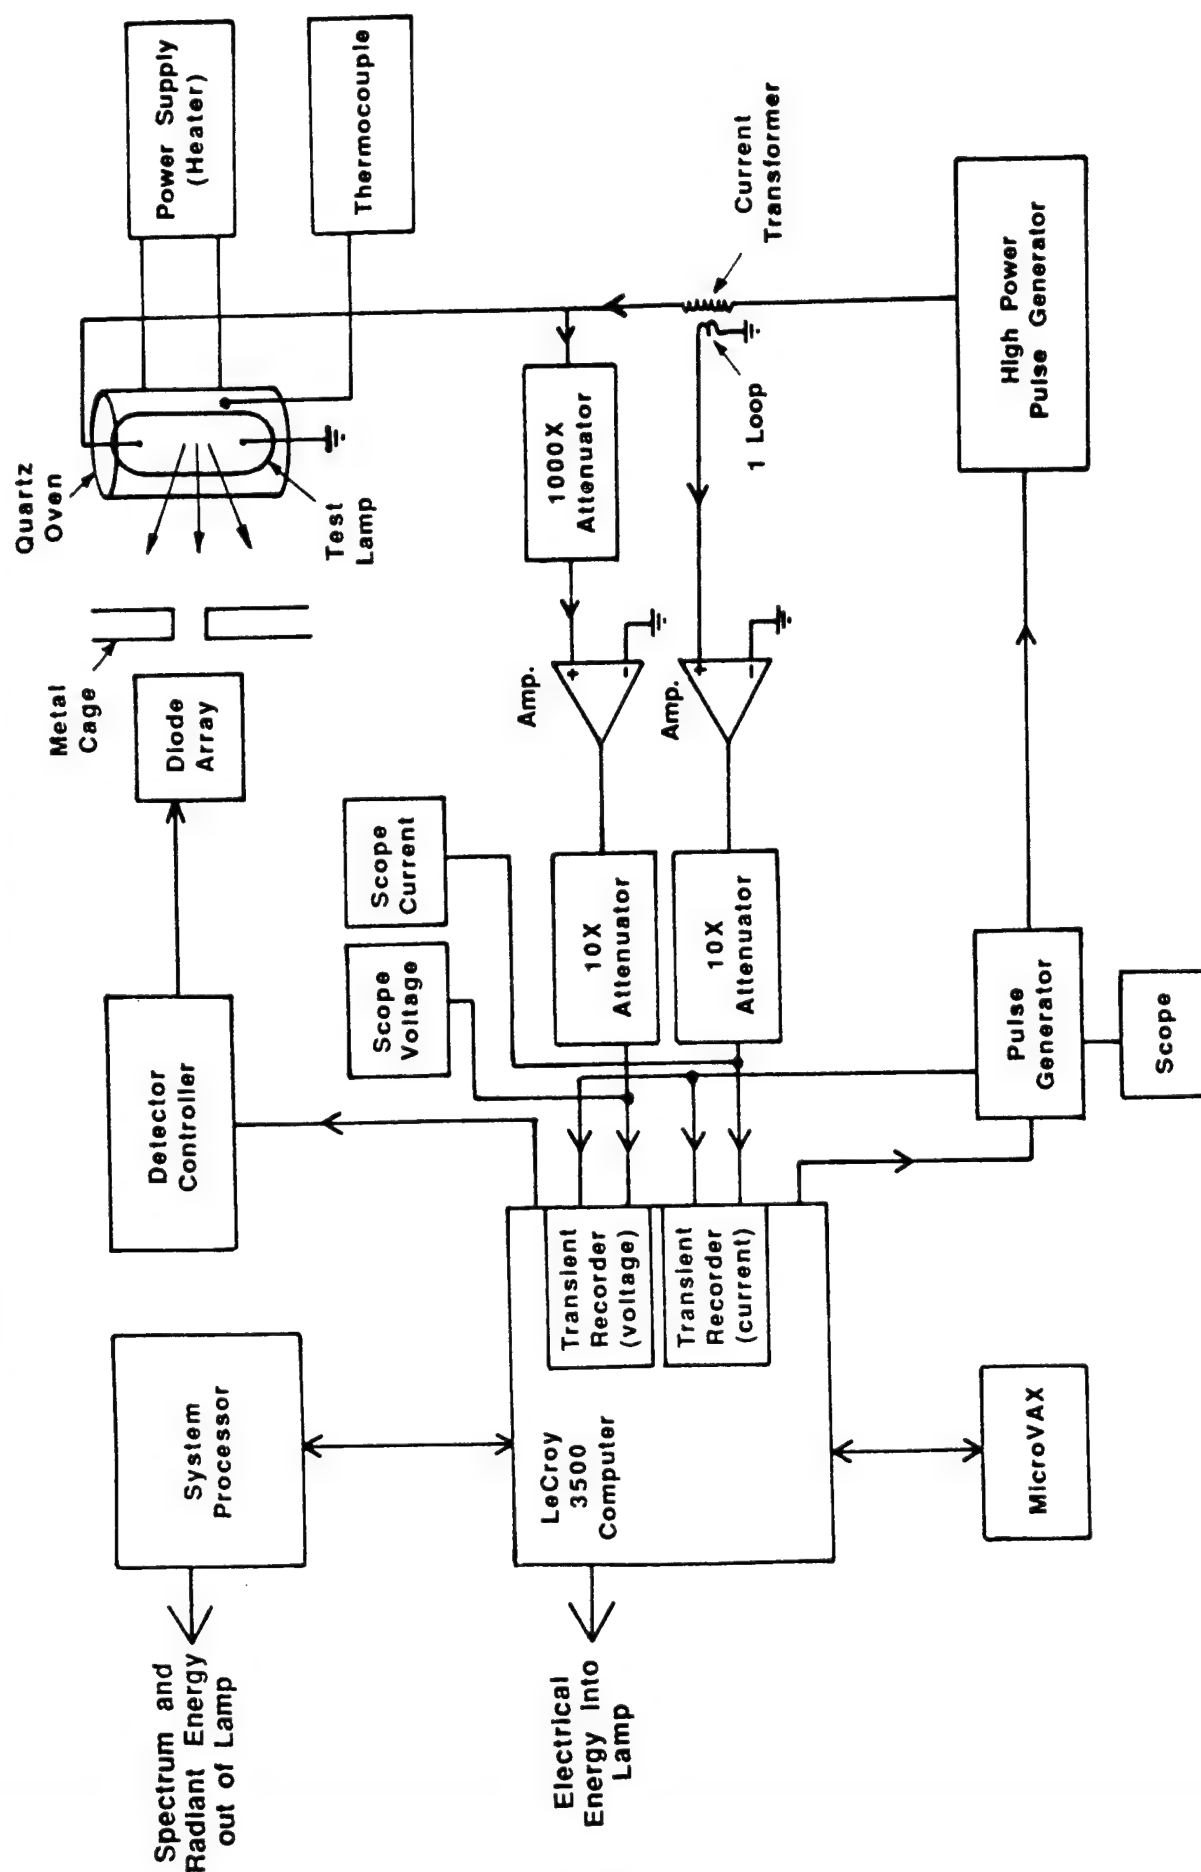 Spectrum and
Radiant Energy
out of Lamp
System
Processor
Detector
Controller
Diode
Array
Metal
Cage
Quartz
Oven
Test
Lamp
Power Supply
(Heater)
Thermocouple
Electrical
Energy into
Lamp
LeCroy
3500
Computer
Transient
Recorder
(voltage)
Transient
Recorder
(current)
Scope
Voltage
Scope
Current
10X
Attenuator
10X
Attenuator
Amp.
+
-
Amp.
+
-
1000X
Attenuator
1 Loop
Current
Transformer
MicroVAX
Pulse
Generator
Scope
High Power
Pulse Generator